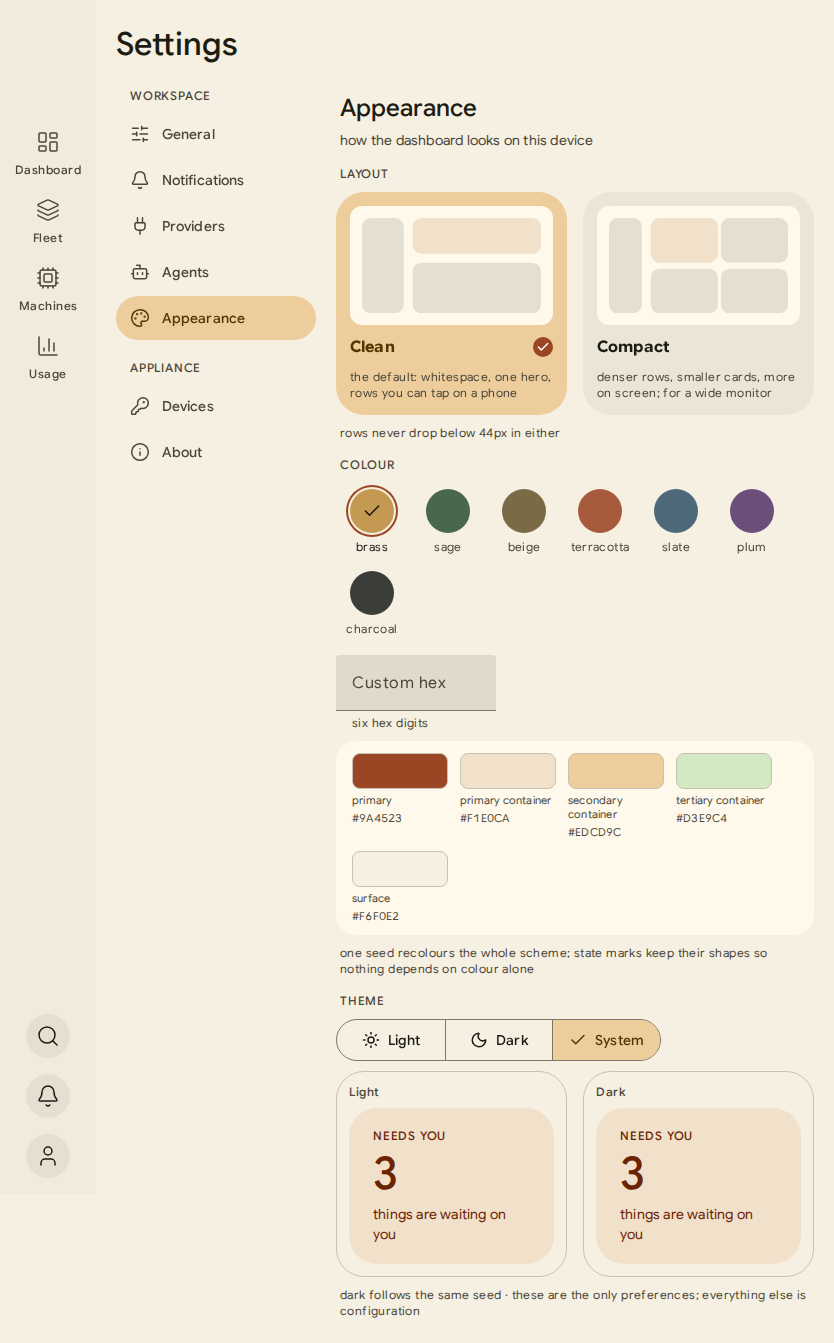 Settings
Dashboard
Fleet
Machines
Usage
WORKSPACE
General
Notifications
Providers
Agents
Appearance
APPLIANCE
Devices
About
Appearance
how the dashboard looks on this device
LAYOUT
Clean
the default: whitespace, one hero,
rows you can tap on a phone
Compact
denser rows, smaller cards, more
on screen; for a wide monitor
rows never drop below 44px in either
COLOUR
brass
sage
beige
terracotta
slate
plum
charcoal
Custom hex
six hex digits
primary
#9A4523
primary container
#F1E0CA
secondary
container
#EDCD9C
tertiary container
#D3E9C4
surface
#F6F0E2
one seed recolours the whole scheme; state marks keep their shapes so
nothing depends on colour alone
THEME
Light
Dark
System
Light
NEEDS YOU
3
things are waiting on
you
Dark
NEEDS YOU
3
things are waiting on
you
dark follows the same seed · these are the only preferences; everything else is
configuration